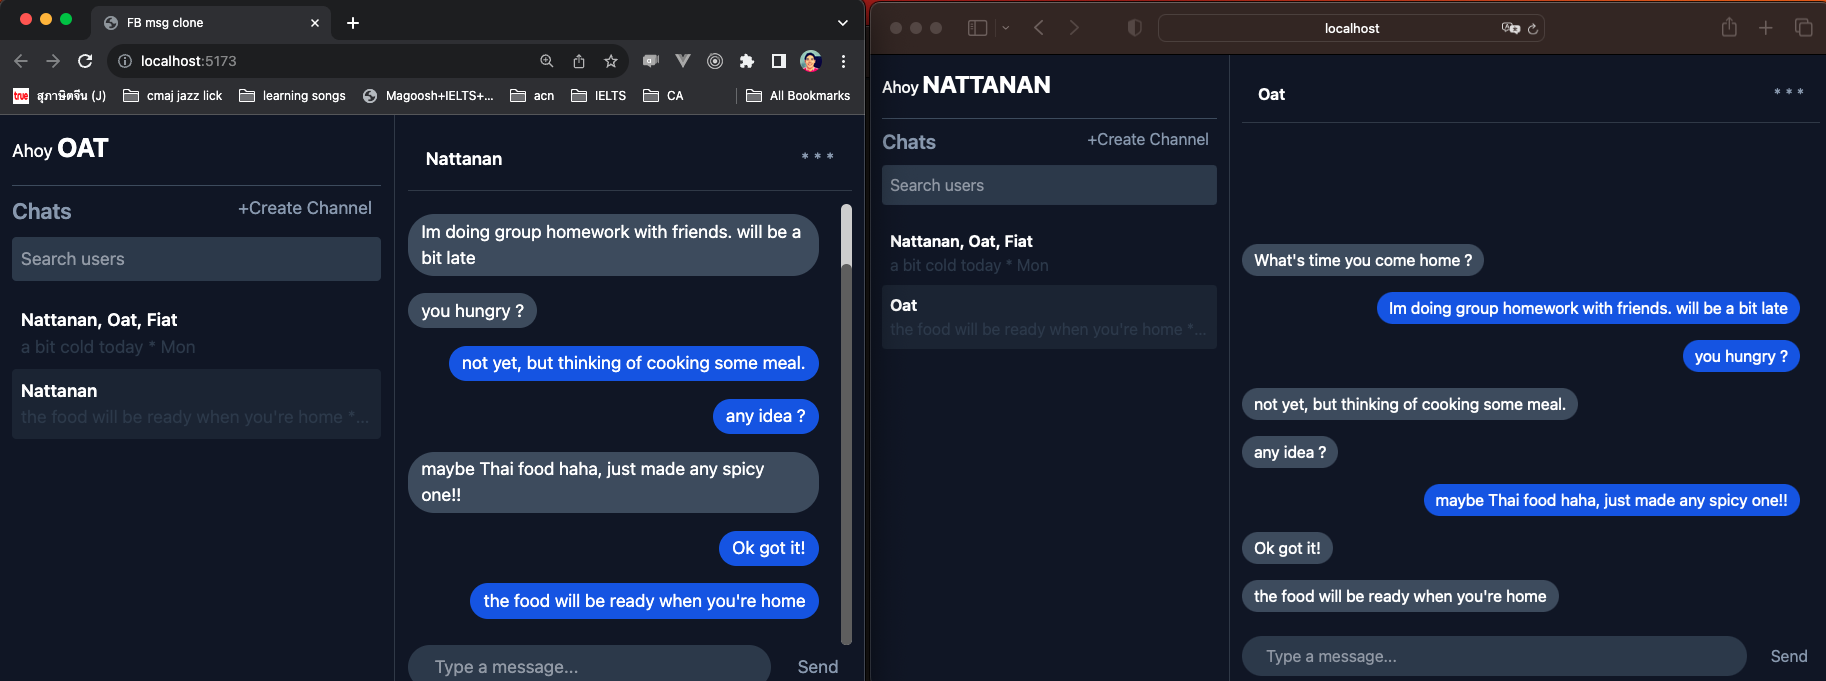 FB msg clone
localhost:5173
true
สุภาษิตจีน (J)
cmaj jazz lick
learning songs
Magoosh+IELTS+...
acn
IELTS
CA
All Bookmarks
Ahoy OAT
Chats
+Create Channel
Search users
Nattanan, Oat, Fiat
a bit cold today * Mon
Nattanan
the food will be ready when you're home *...
Nattanan
* * *
Im doing group homework with friends. will be a
bit late
you hungry ?
not yet, but thinking of cooking some meal.
any idea ?
maybe Thai food haha, just made any spicy
one!!
Ok got it!
the food will be ready when you're home
Type a message...
Send
localhost
Ahoy NATTANAN
Chats
+Create Channel
Search users
Nattanan, Oat, Fiat
a bit cold today * Mon
Oat
the food will be ready when you're home *...
Oat
* * *
What's time you come home ?
Im doing group homework with friends. will be a bit late
you hungry ?
not yet, but thinking of cooking some meal.
any idea ?
maybe Thai food haha, just made any spicy one!!
Ok got it!
the food will be ready when you're home
Type a message...
Send